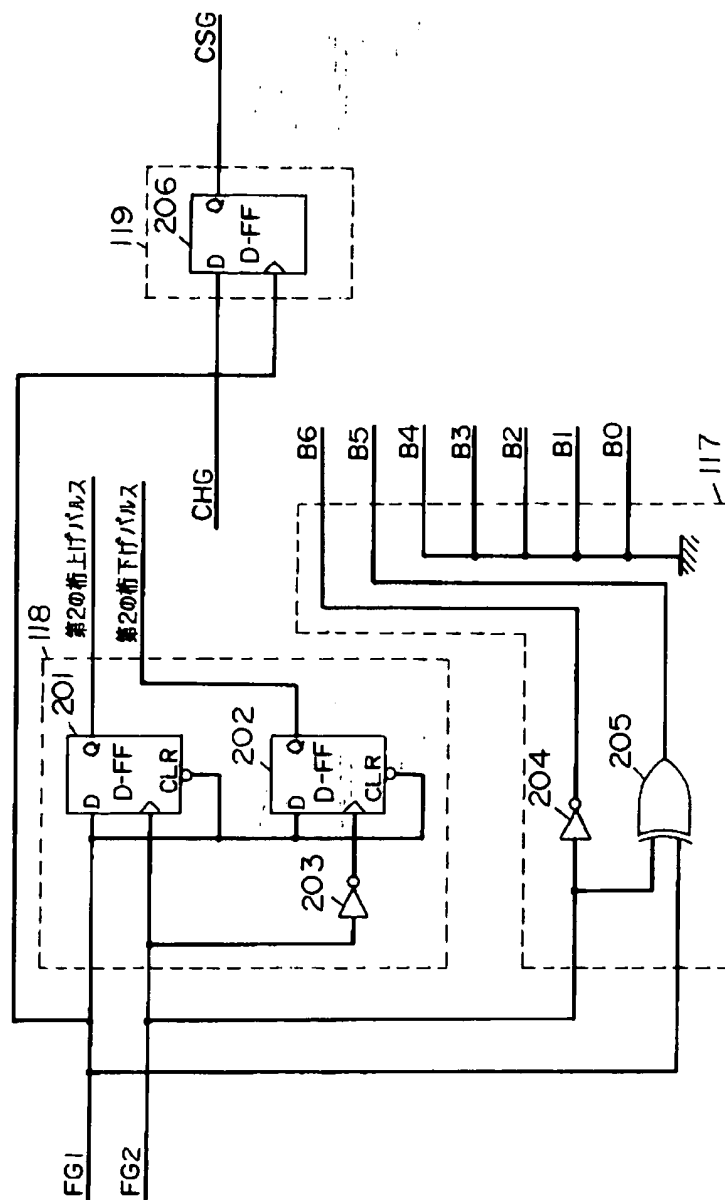 FG1
FG2
118
201
D
Q
D-FF
CLR
第2の桁上げパルス
202
D
Q
D-FF
CLR
第2の桁下げパルス
203
119
206
D
Q
D-FF
CHG
CSG
204
205
B6
B5
B4
B3
B2
B1
B0
117